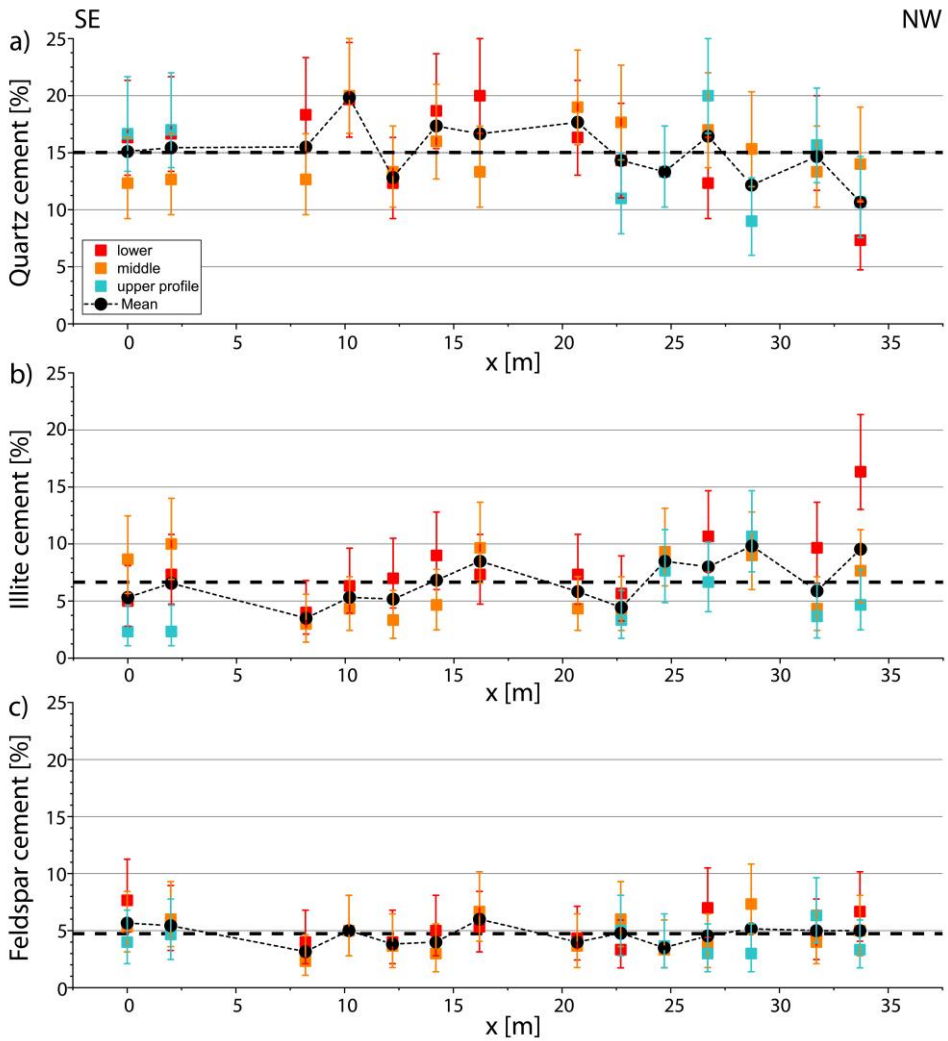 SE
NW
a)
Quartz cement [%]
25
20
15
10
5
0
lower
middle
upper profile
Mean
0 5 10 15 20 25 30 35
x [m]
b)
Illite cement [%]
25
20
15
10
5
0
0 5 10 15 20 25 30 35
x [m]
c)
Feldspar cement [%]
25
20
15
10
5
0
0 5 10 15 20 25 30 35
x [m]